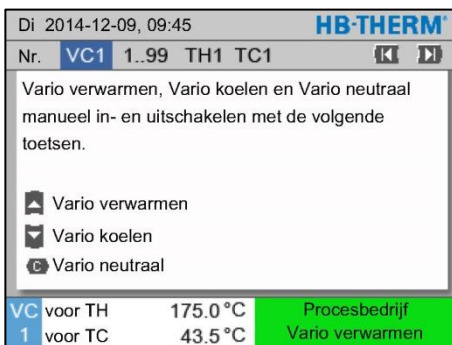 Di 2014-12-09, 09:45 HB-THERM®
Nr. VC1 1..99 TH1 TC1
Vario verwarmen, Vario koelen en Vario neutraal
manueel in- en uitschakelen met de volgende
toetsen.
Vario verwarmen
Vario koelen
C Vario neutraal
VC voor TH 175.0 °C Procesbedrijf
1 voor TC 43.5 °C Vario verwarmen